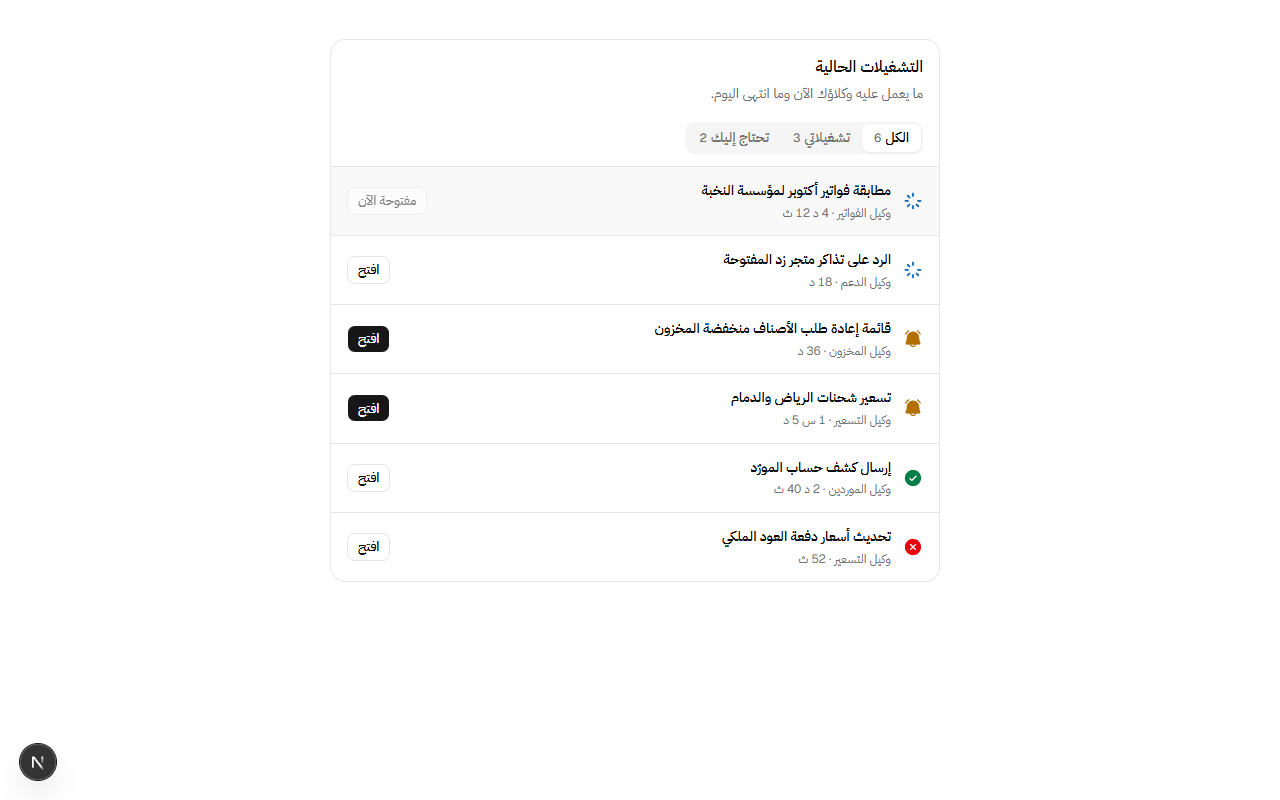 التشغيلات الحالية
ما يعمل عليه وكلاؤك الآن وما انتهى اليوم.
الكل 6 تشغيلاتي 3 تحتاج إليك 2
مطابقة فواتير أكتوبر لمؤسسة النخبة
وكيل الفواتير · 4 د 12 ث
مفتوحة الآن
الرد على تذاكر متجر زد المفتوحة
وكيل الدعم · 18 د
افتح
قائمة إعادة طلب الأصناف منخفضة المخزون
وكيل المخزون · 36 د
افتح
تسعير شحنات الرياض والدمام
وكيل التسعير · 1 س 5 د
افتح
إرسال كشف حساب المورّد
وكيل الموردين · 2 د 40 ث
افتح
تحديث أسعار دفعة العود الملكي
وكيل التسعير · 52 ث
افتح
N